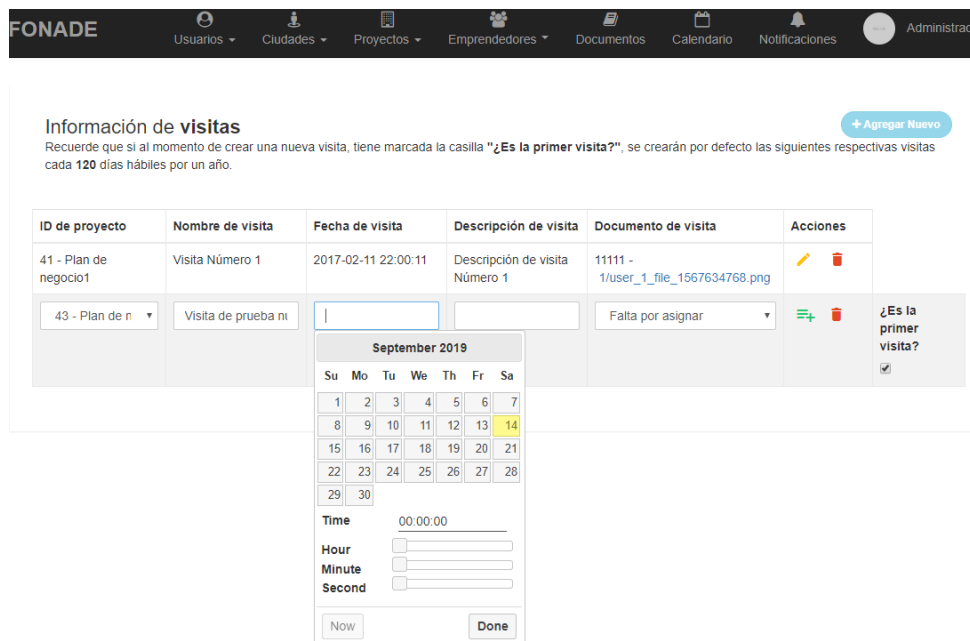 FONADE
Usuarios
Ciudades
Proyectos
Emprendedores
Documentos
Calendario
Notificaciones
Administrad
Información de visitas
+ Agregar Nuevo
Recuerde que si al momento de crear una nueva visita, tiene marcada la casilla "¿Es la primer visita?", se crearán por defecto las siguientes respectivas visitas
cada 120 días hábiles por un año.
ID de proyecto Nombre de visita Fecha de visita Descripción de visita Documento de visita Acciones
41 - Plan de
negocio1
Visita Número 1
2017-02-11 22:00:11
Descripción de visita
Número 1
11111 -
1/user_1_file_1567634768.png
43 - Plan de n
Visita de prueba nu
Falta por asignar
¿Es la
primer
visita?
September 2019
Su Mo Tu We Th Fr Sa
1 2 3 4 5 6 7
8 9 10 11 12 13 14
15 16 17 18 19 20 21
22 23 24 25 26 27 28
29 30
Time 00:00:00
Hour
Minute
Second
Now Done